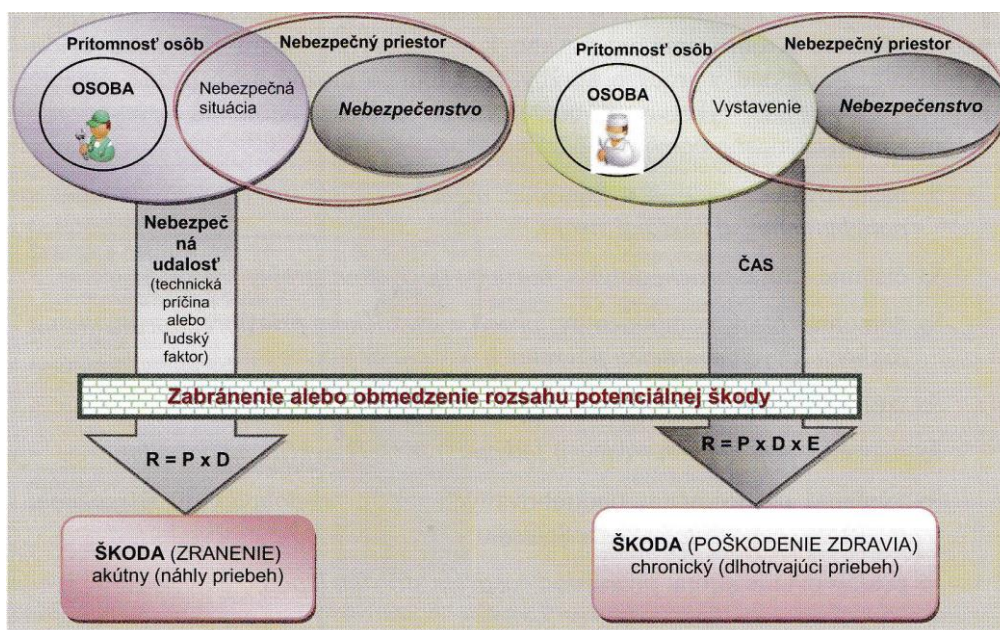 Prítomnosť osôb
Nebezpečný priestor
OSOBA
Nebezpečná
situácia
Nebezpečenstvo
Nebezpeč
ná
udalosť
(technická
príčina
alebo
ľudský
faktor)
Prítomnosť osôb
Nebezpečný priestor
OSOBA
Vystavenie
Nebezpečenstvo
ČAS
Zabránenie alebo obmedzenie rozsahu potenciálnej škody
R = P x D
R = P x D x E
ŠKODA (ZRANENIE)
akútny (náhly priebeh)
ŠKODA (POŠKODENIE ZDRAVIA)
chronický (dlhotrvajúci priebeh)